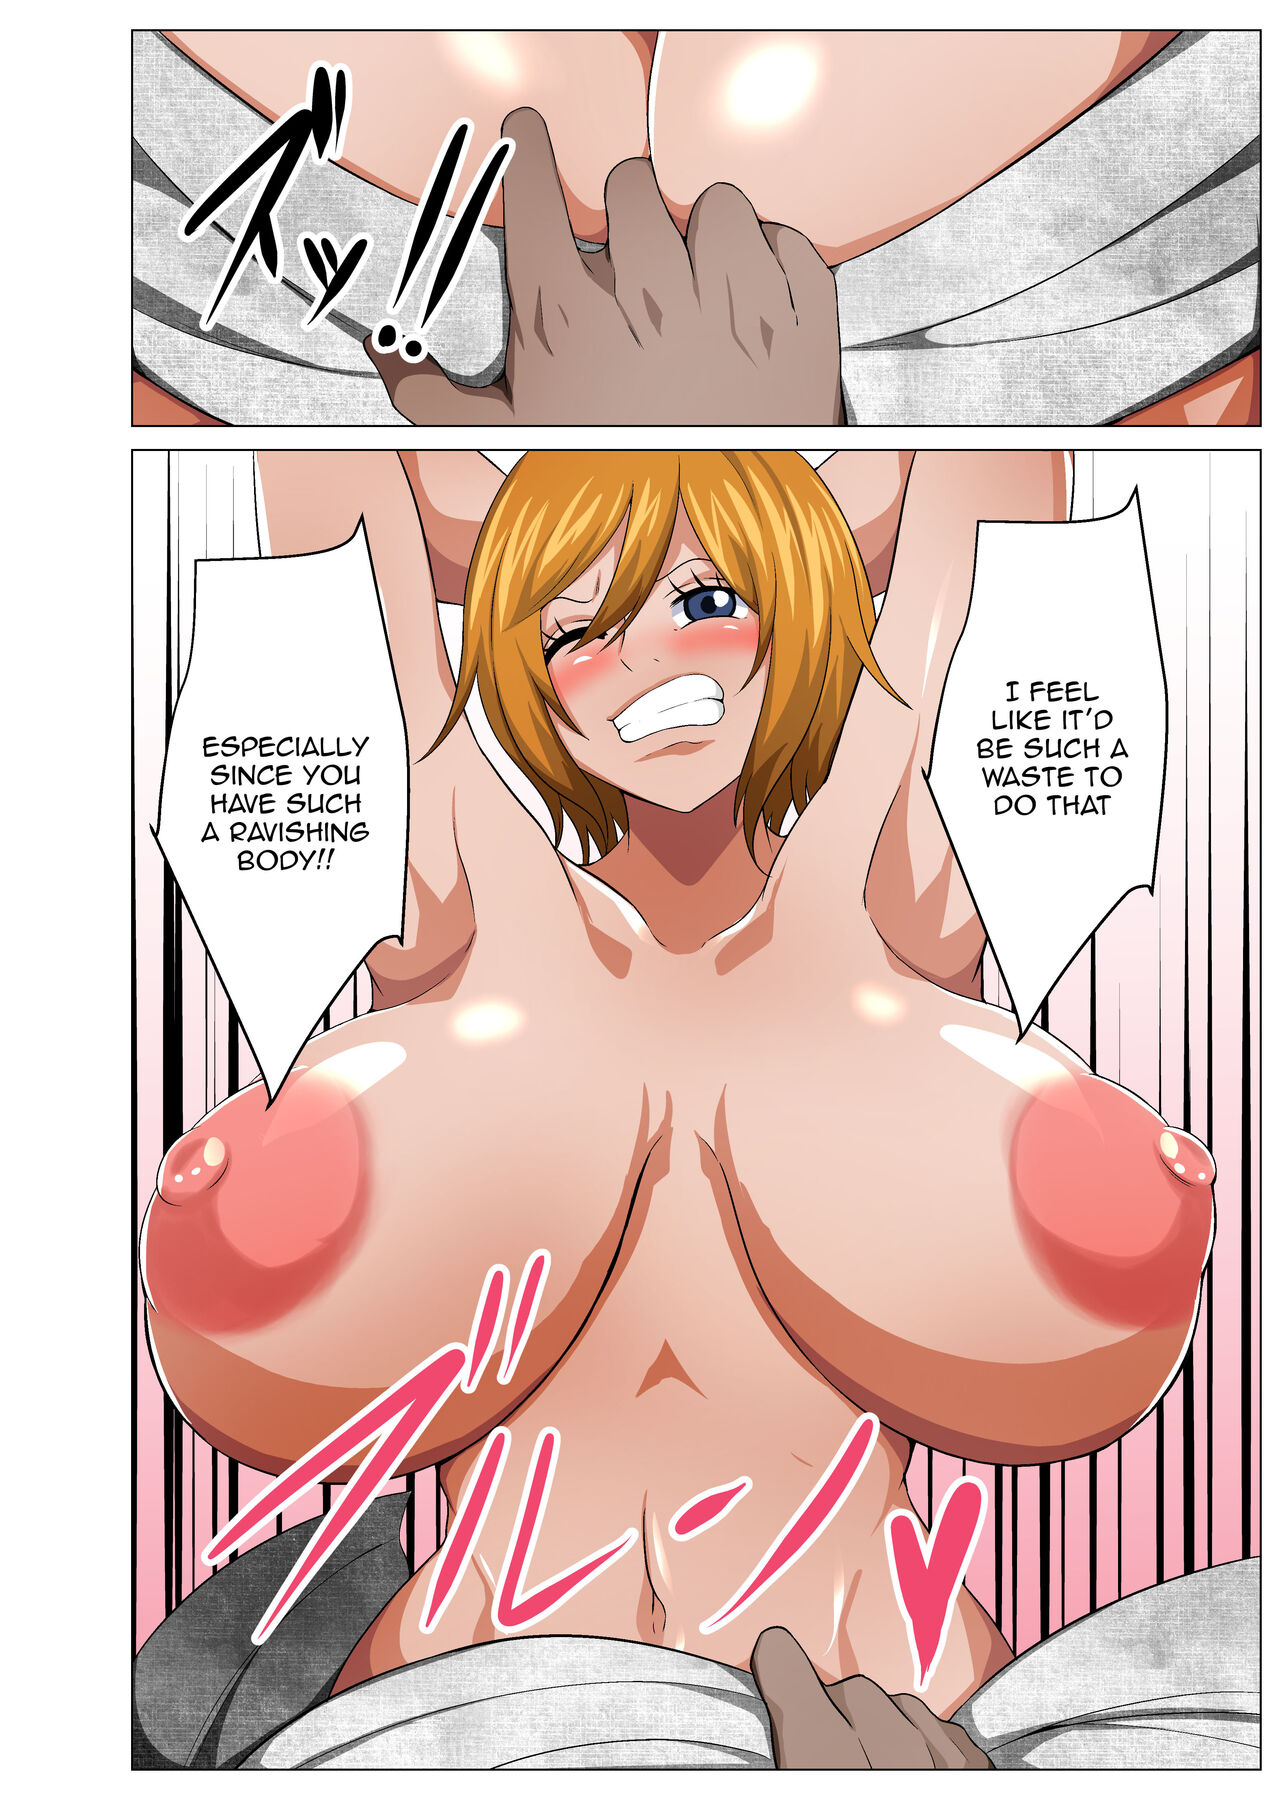 ズッ!!
I FEEL
LIKE IT'D
BE SUCH A
WASTE TO
DO THAT
ESPECIALLY
SINCE YOU
HAVE SUCH
A RAVISHING
BODY!!
ブルン